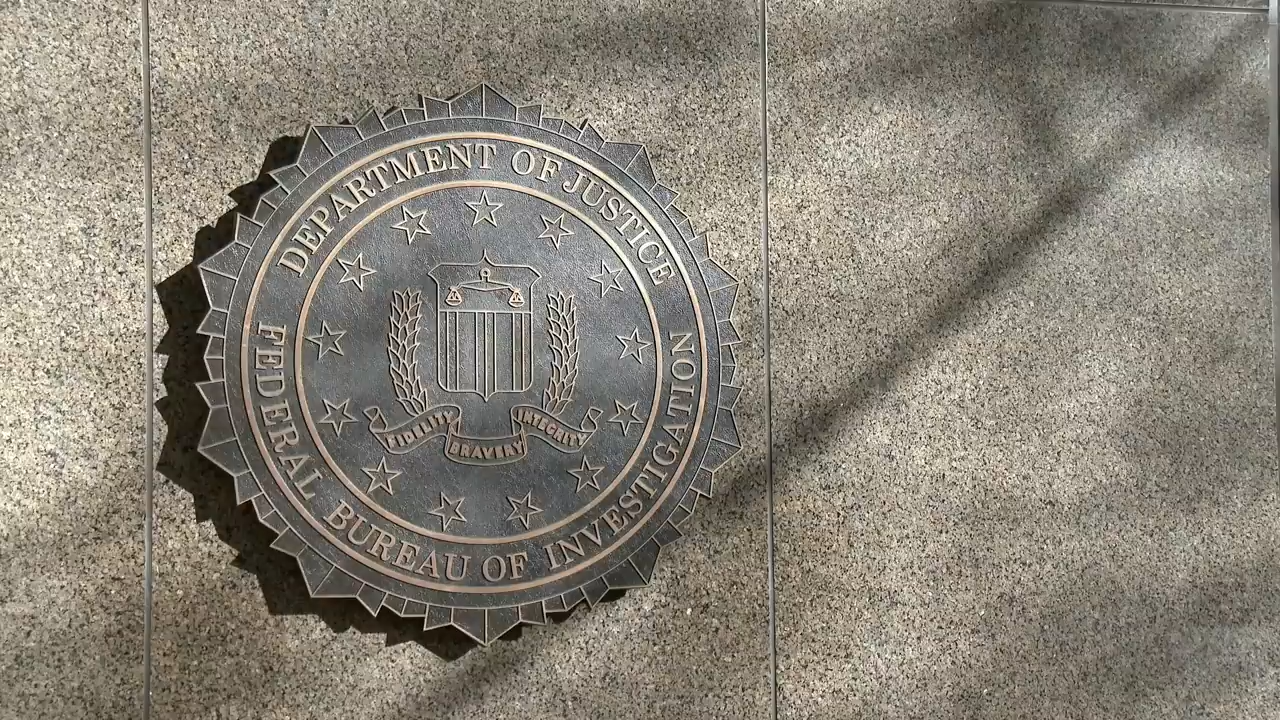 DEPARTMENT OF JUSTICE
FIDELITY
BRAVERY
INTEGRITY
FEDERAL BUREAU OF INVESTIGATION